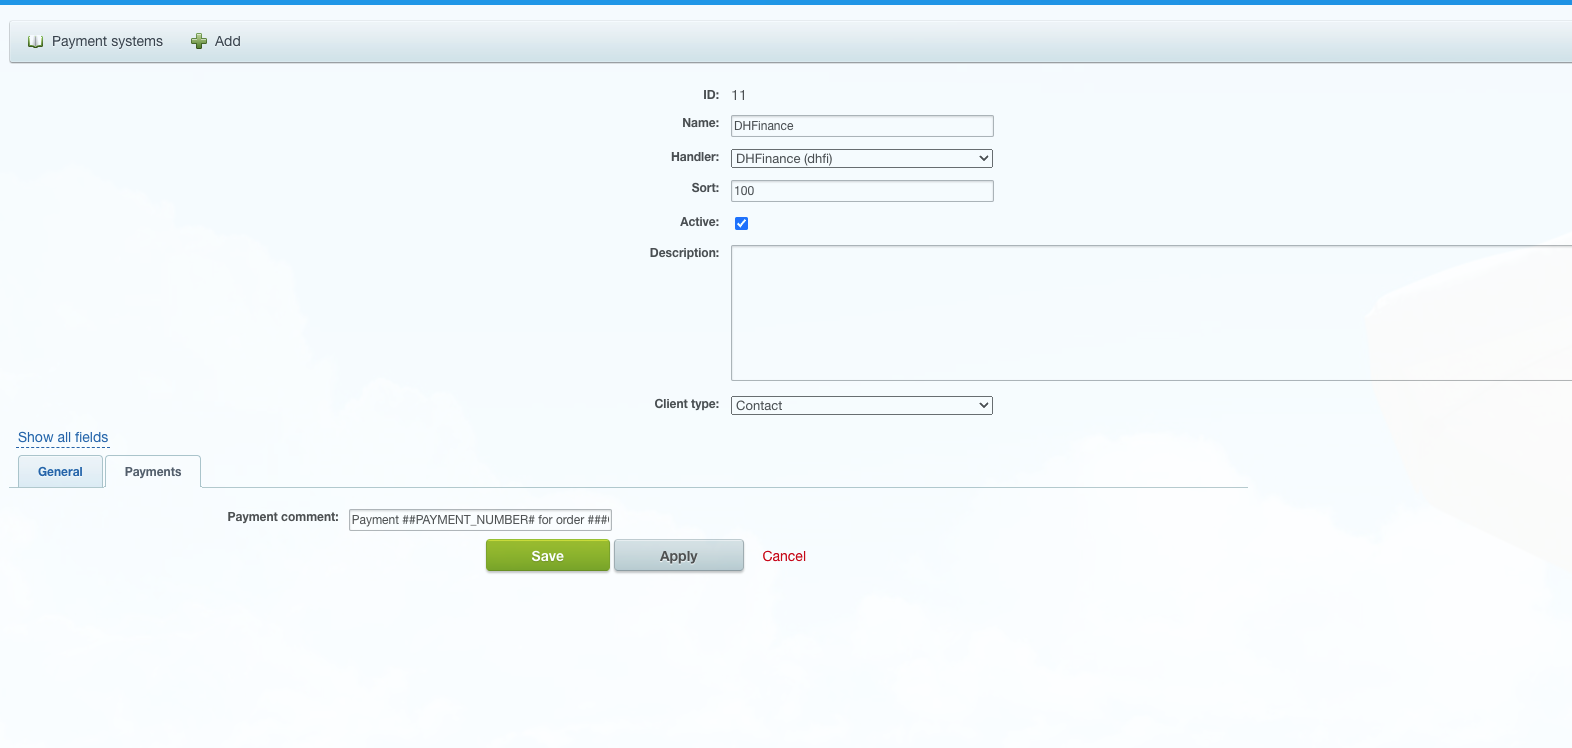 Payment systems Add
ID: 11
Name: DHFinance
Handler: DHFinance (dhfi)
Sort: 100
Active:
Description:
Client type: Contact
Show all fields
General Payments
Payment comment: Payment ##PAYMENT_NUMBER# for order ###
Save Apply Cancel